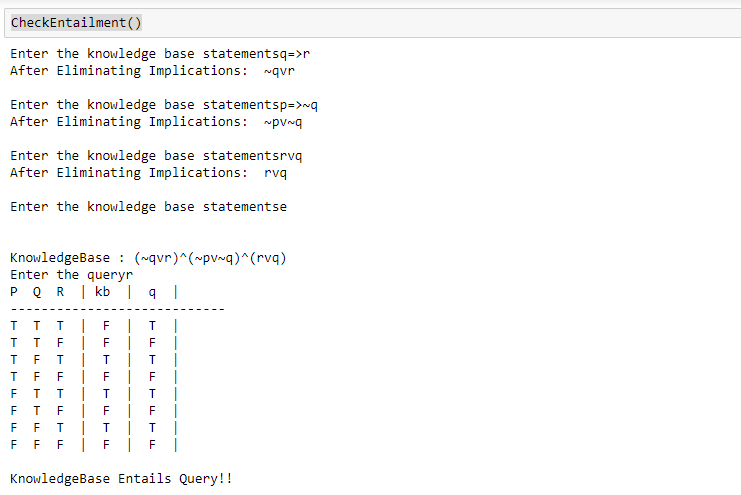 CheckEntailment()
Enter the knowledge base statementsq=>r
After Eliminating Implications:  ~qvr
Enter the knowledge base statementsp=>~q
After Eliminating Implications:  ~pv~q
Enter the knowledge base statementsrvq
After Eliminating Implications:  rvq
Enter the knowledge base statementse
KnowledgeBase : (~qvr)^(~pv~q)^(rvq)
Enter the queryr
P  Q  R  | kb  |  q  |
----------------------------
T  T  T  |  F  |  T  |
T  T  F  |  F  |  F  |
T  F  T  |  T  |  T  |
T  F  F  |  F  |  F  |
F  T  T  |  T  |  T  |
F  T  F  |  F  |  F  |
F  F  T  |  T  |  T  |
F  F  F  |  F  |  F  |
KnowledgeBase Entails Query!!